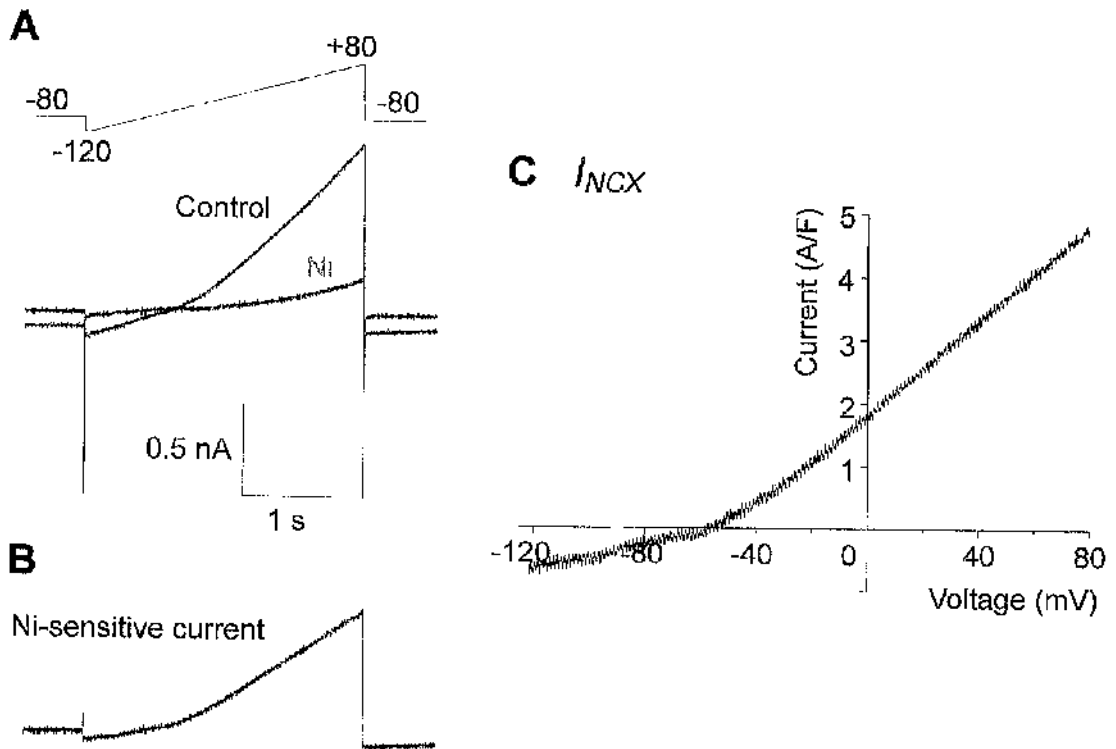 A
+80
-80
-80
-120
Control
Ni
0.5 nA
1 s
B
Ni-sensitive current
C I_NCX
Current (A/F)
5
4
3
2
1
-120
-80
-40
0
40
80
Voltage (mV)